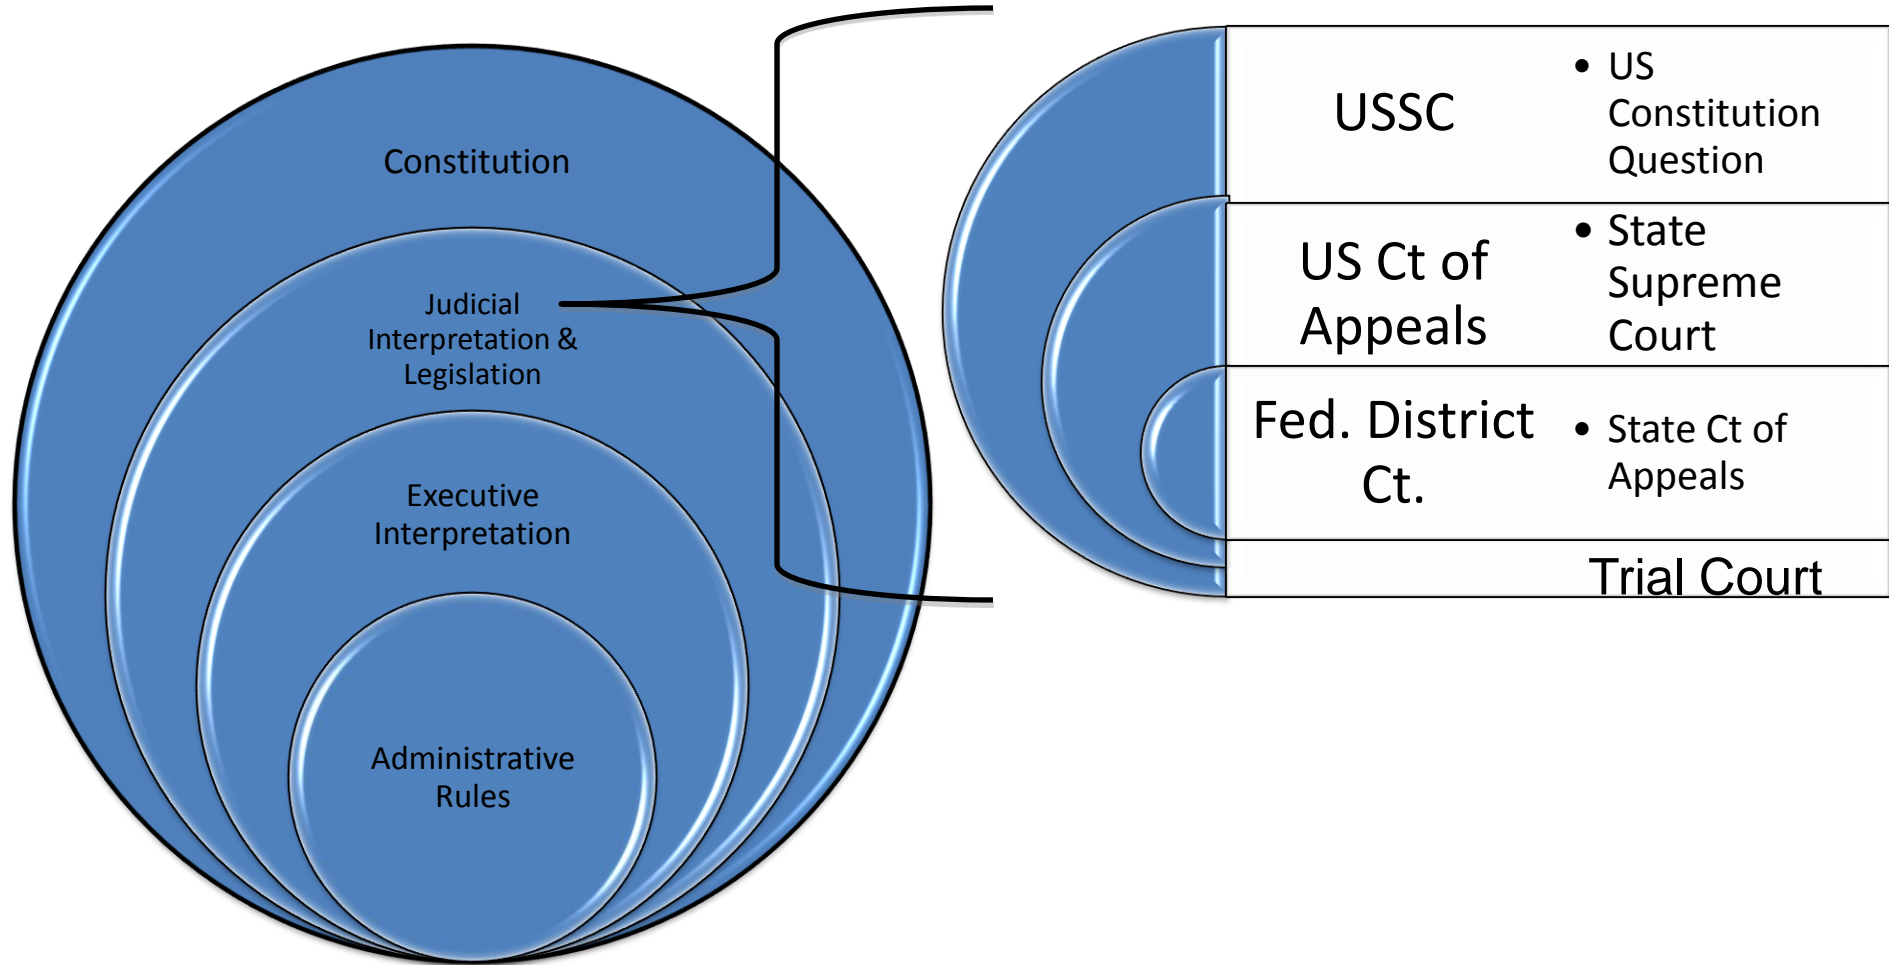 Constitution
Judicial
Interpretation &
Legislation
Executive
Interpretation
Administrative
Rules
USSC
• US
Constitution
Question
US Ct of
Appeals
• State
Supreme
Court
Fed. District
Ct.
• State Ct of
Appeals
Trial Court